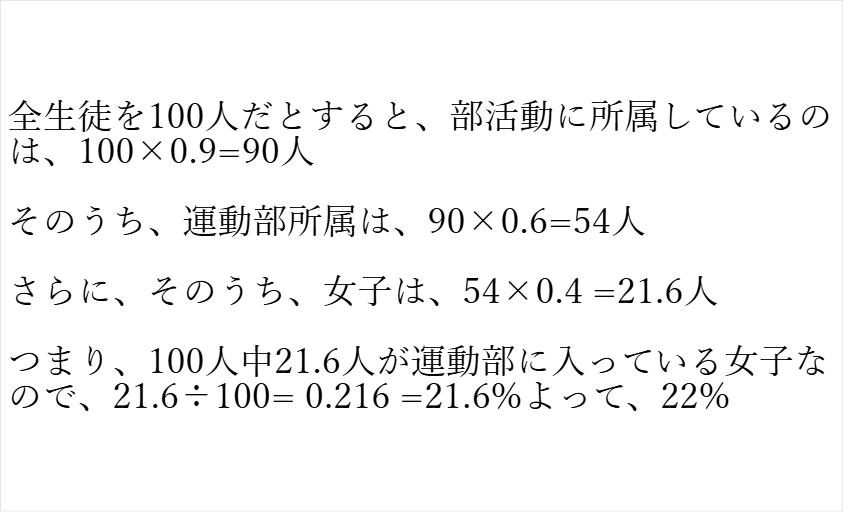 全生徒を100人だとすると、部活動に所属しているの
は、100×0.9=90人
そのうち、運動部所属は、90×0.6=54人
さらに、そのうち、女子は、54×0.4 =21.6人
つまり、100人中21.6人が運動部に入っている女子な
ので、21.6÷100= 0.216 =21.6%よって、22%